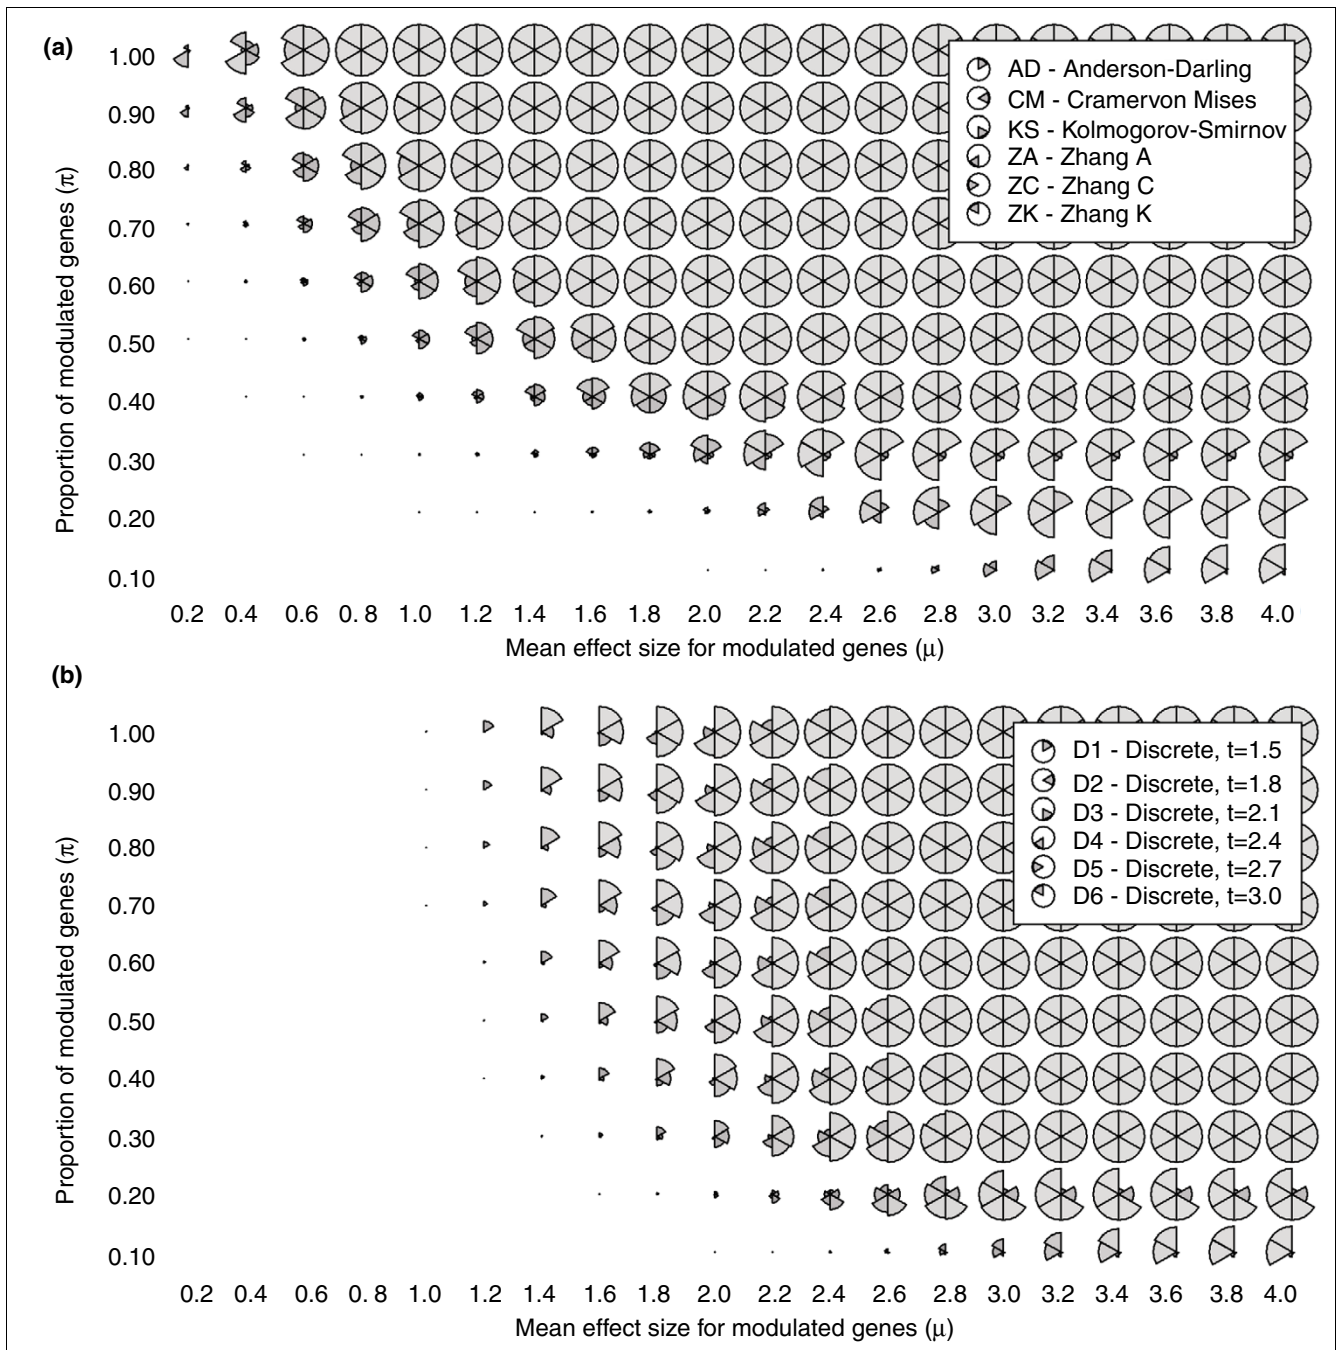 (a)
AD - Anderson-Darling
CM - Cramervon Mises
KS - Kolmogorov-Smirnov
ZA - Zhang A
ZC - Zhang C
ZK - Zhang K
Proportion of modulated genes (π)
1.00
0.90
0.80
0.70
0.60
0.50
0.40
0.30
0.20
0.10
0.2 0.4 0.6 0. 8 1.0 1.2 1.4 1.6 1.8 2.0 2.2 2.4 2.6 2.8 3.0 3.2 3.4 3.6 3.8 4.0
Mean effect size for modulated genes (μ)
(b)
D1 - Discrete, t=1.5
D2 - Discrete, t=1.8
D3 - Discrete, t=2.1
D4 - Discrete, t=2.4
D5 - Discrete, t=2.7
D6 - Discrete, t=3.0
Proportion of modulated genes (π)
1.00
0.90
0.80
0.70
0.60
0.50
0.40
0.30
0.20
0.10
0.2 0.4 0.6 0. 8 1.0 1.2 1.4 1.6 1.8 2.0 2.2 2.4 2.6 2.8 3.0 3.2 3.4 3.6 3.8 4.0
Mean effect size for modulated genes (μ)